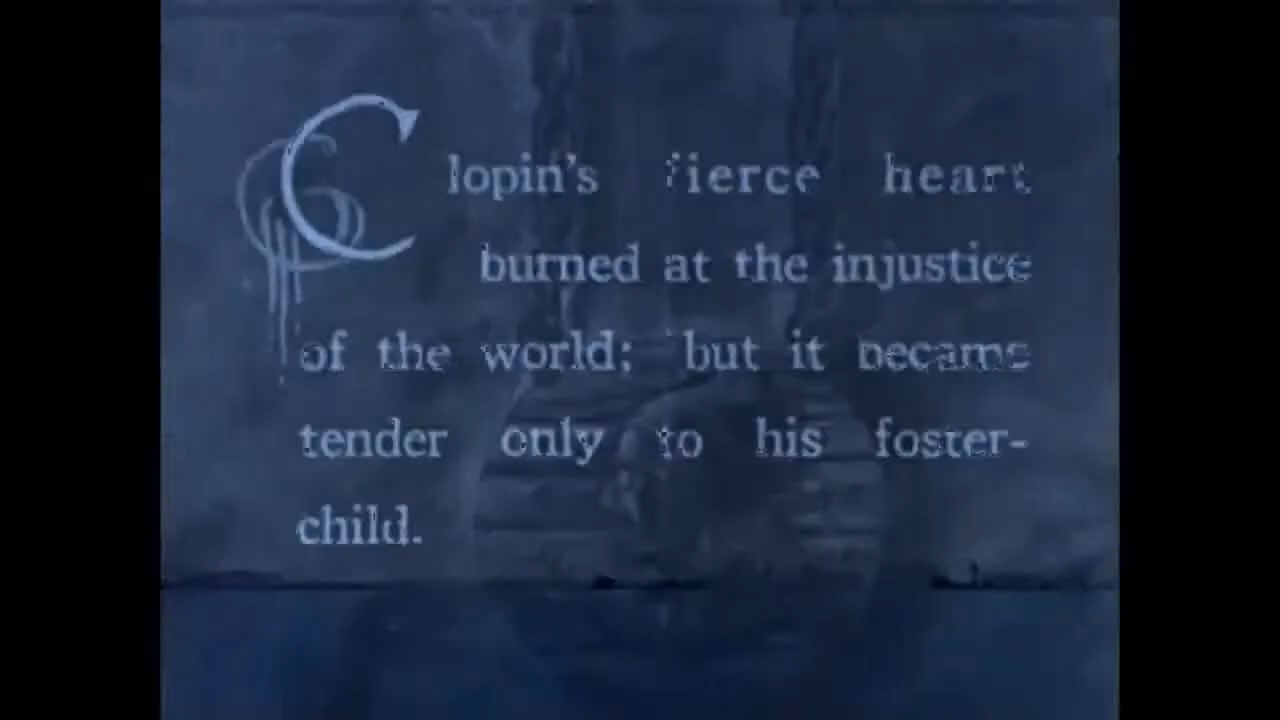 Clopin's fierce heart
burned at the injustice
of the world; but it became
tender only to his foster-
child.